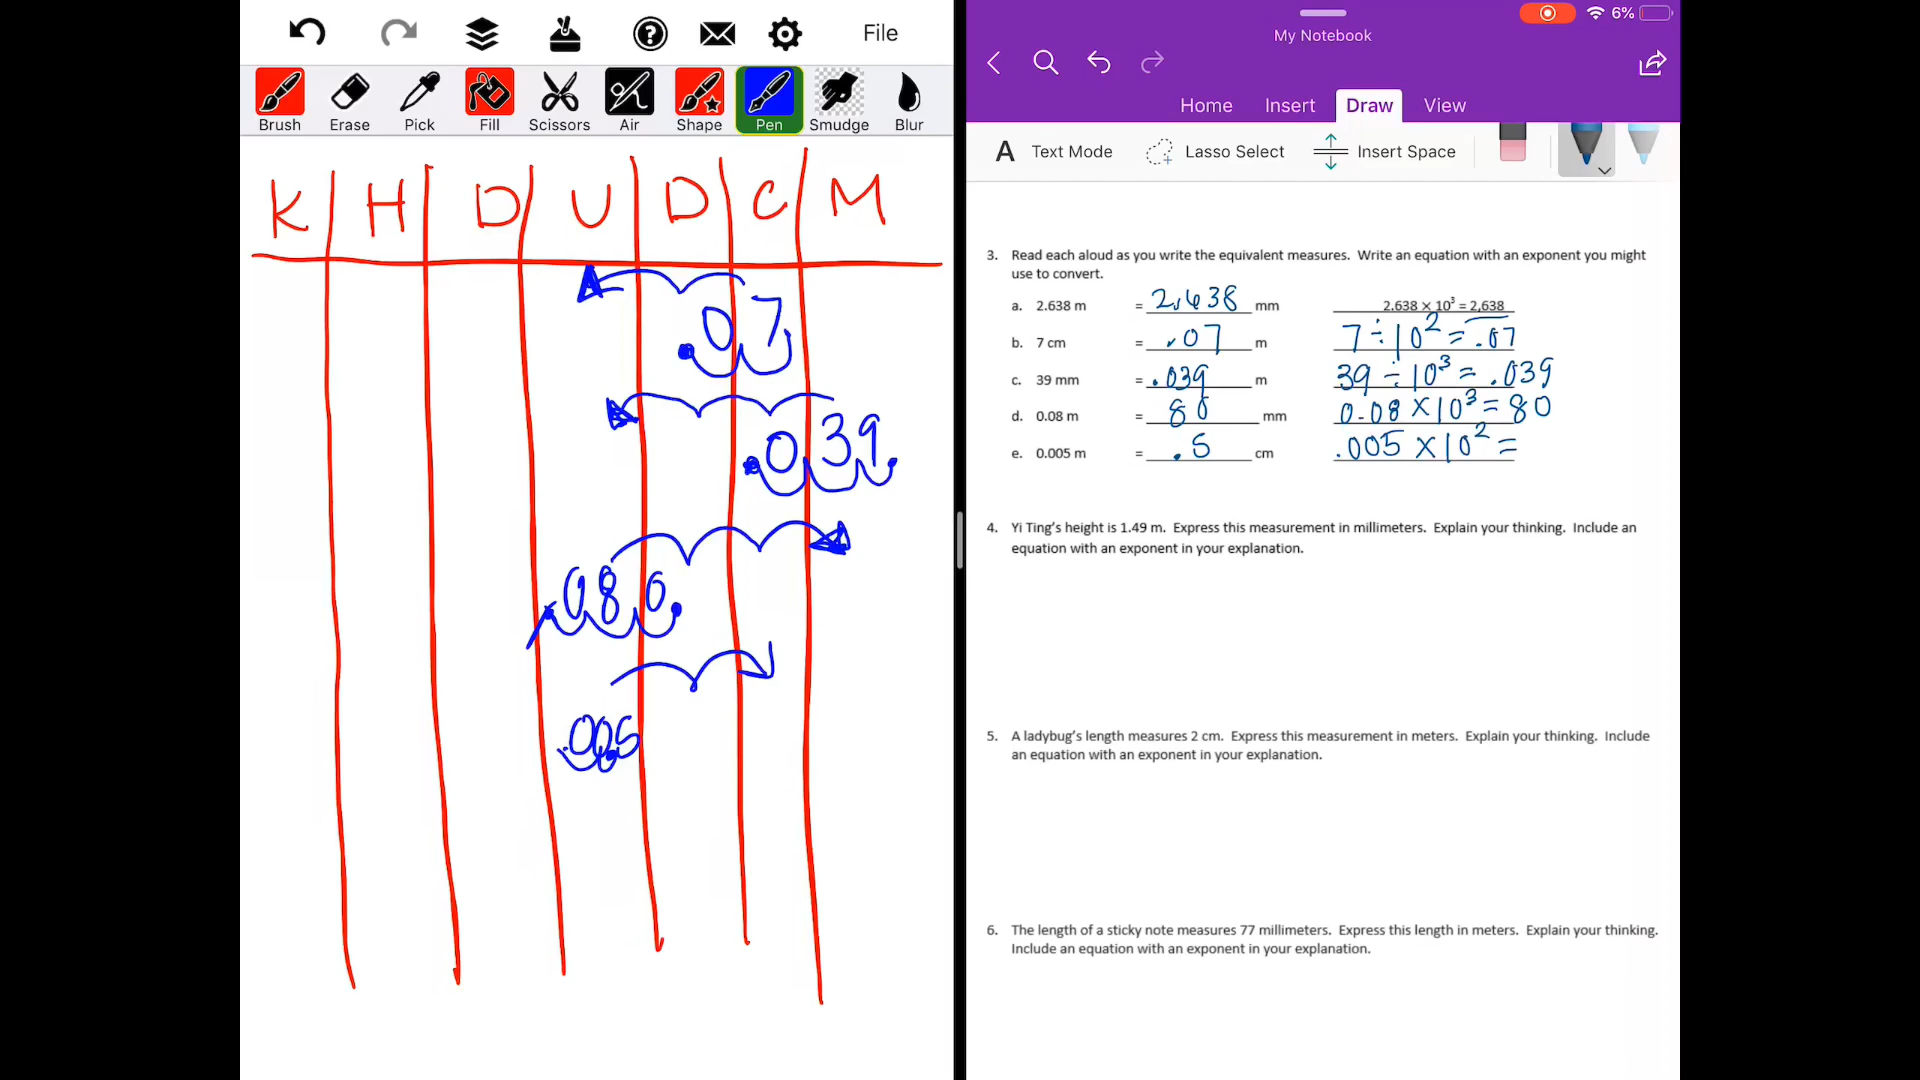 File
Brush Erase Pick Fill Scissors Air Shape Pen Smudge Blur
K H D U D C M
.07
.039.
.080.
.005
6%
My Notebook
Home Insert Draw View
A Text Mode Lasso Select Insert Space
3. Read each aloud as you write the equivalent measures. Write an equation with an exponent you might
use to convert.
a. 2.638 m = 2,638 mm 2.638 × 10³ = 2,638
b. 7 cm = .07 m 7 ÷ 10² = .07
c. 39 mm = .039 m 39 ÷ 10³ = .039
d. 0.08 m = 80 mm 0.08 × 10³ = 80
e. 0.005 m = .5 cm .005 × 10² =
4. Yi Ting's height is 1.49 m. Express this measurement in millimeters. Explain your thinking. Include an
equation with an exponent in your explanation.
5. A ladybug's length measures 2 cm. Express this measurement in meters. Explain your thinking. Include
an equation with an exponent in your explanation.
6. The length of a sticky note measures 77 millimeters. Express this length in meters. Explain your thinking.
Include an equation with an exponent in your explanation.